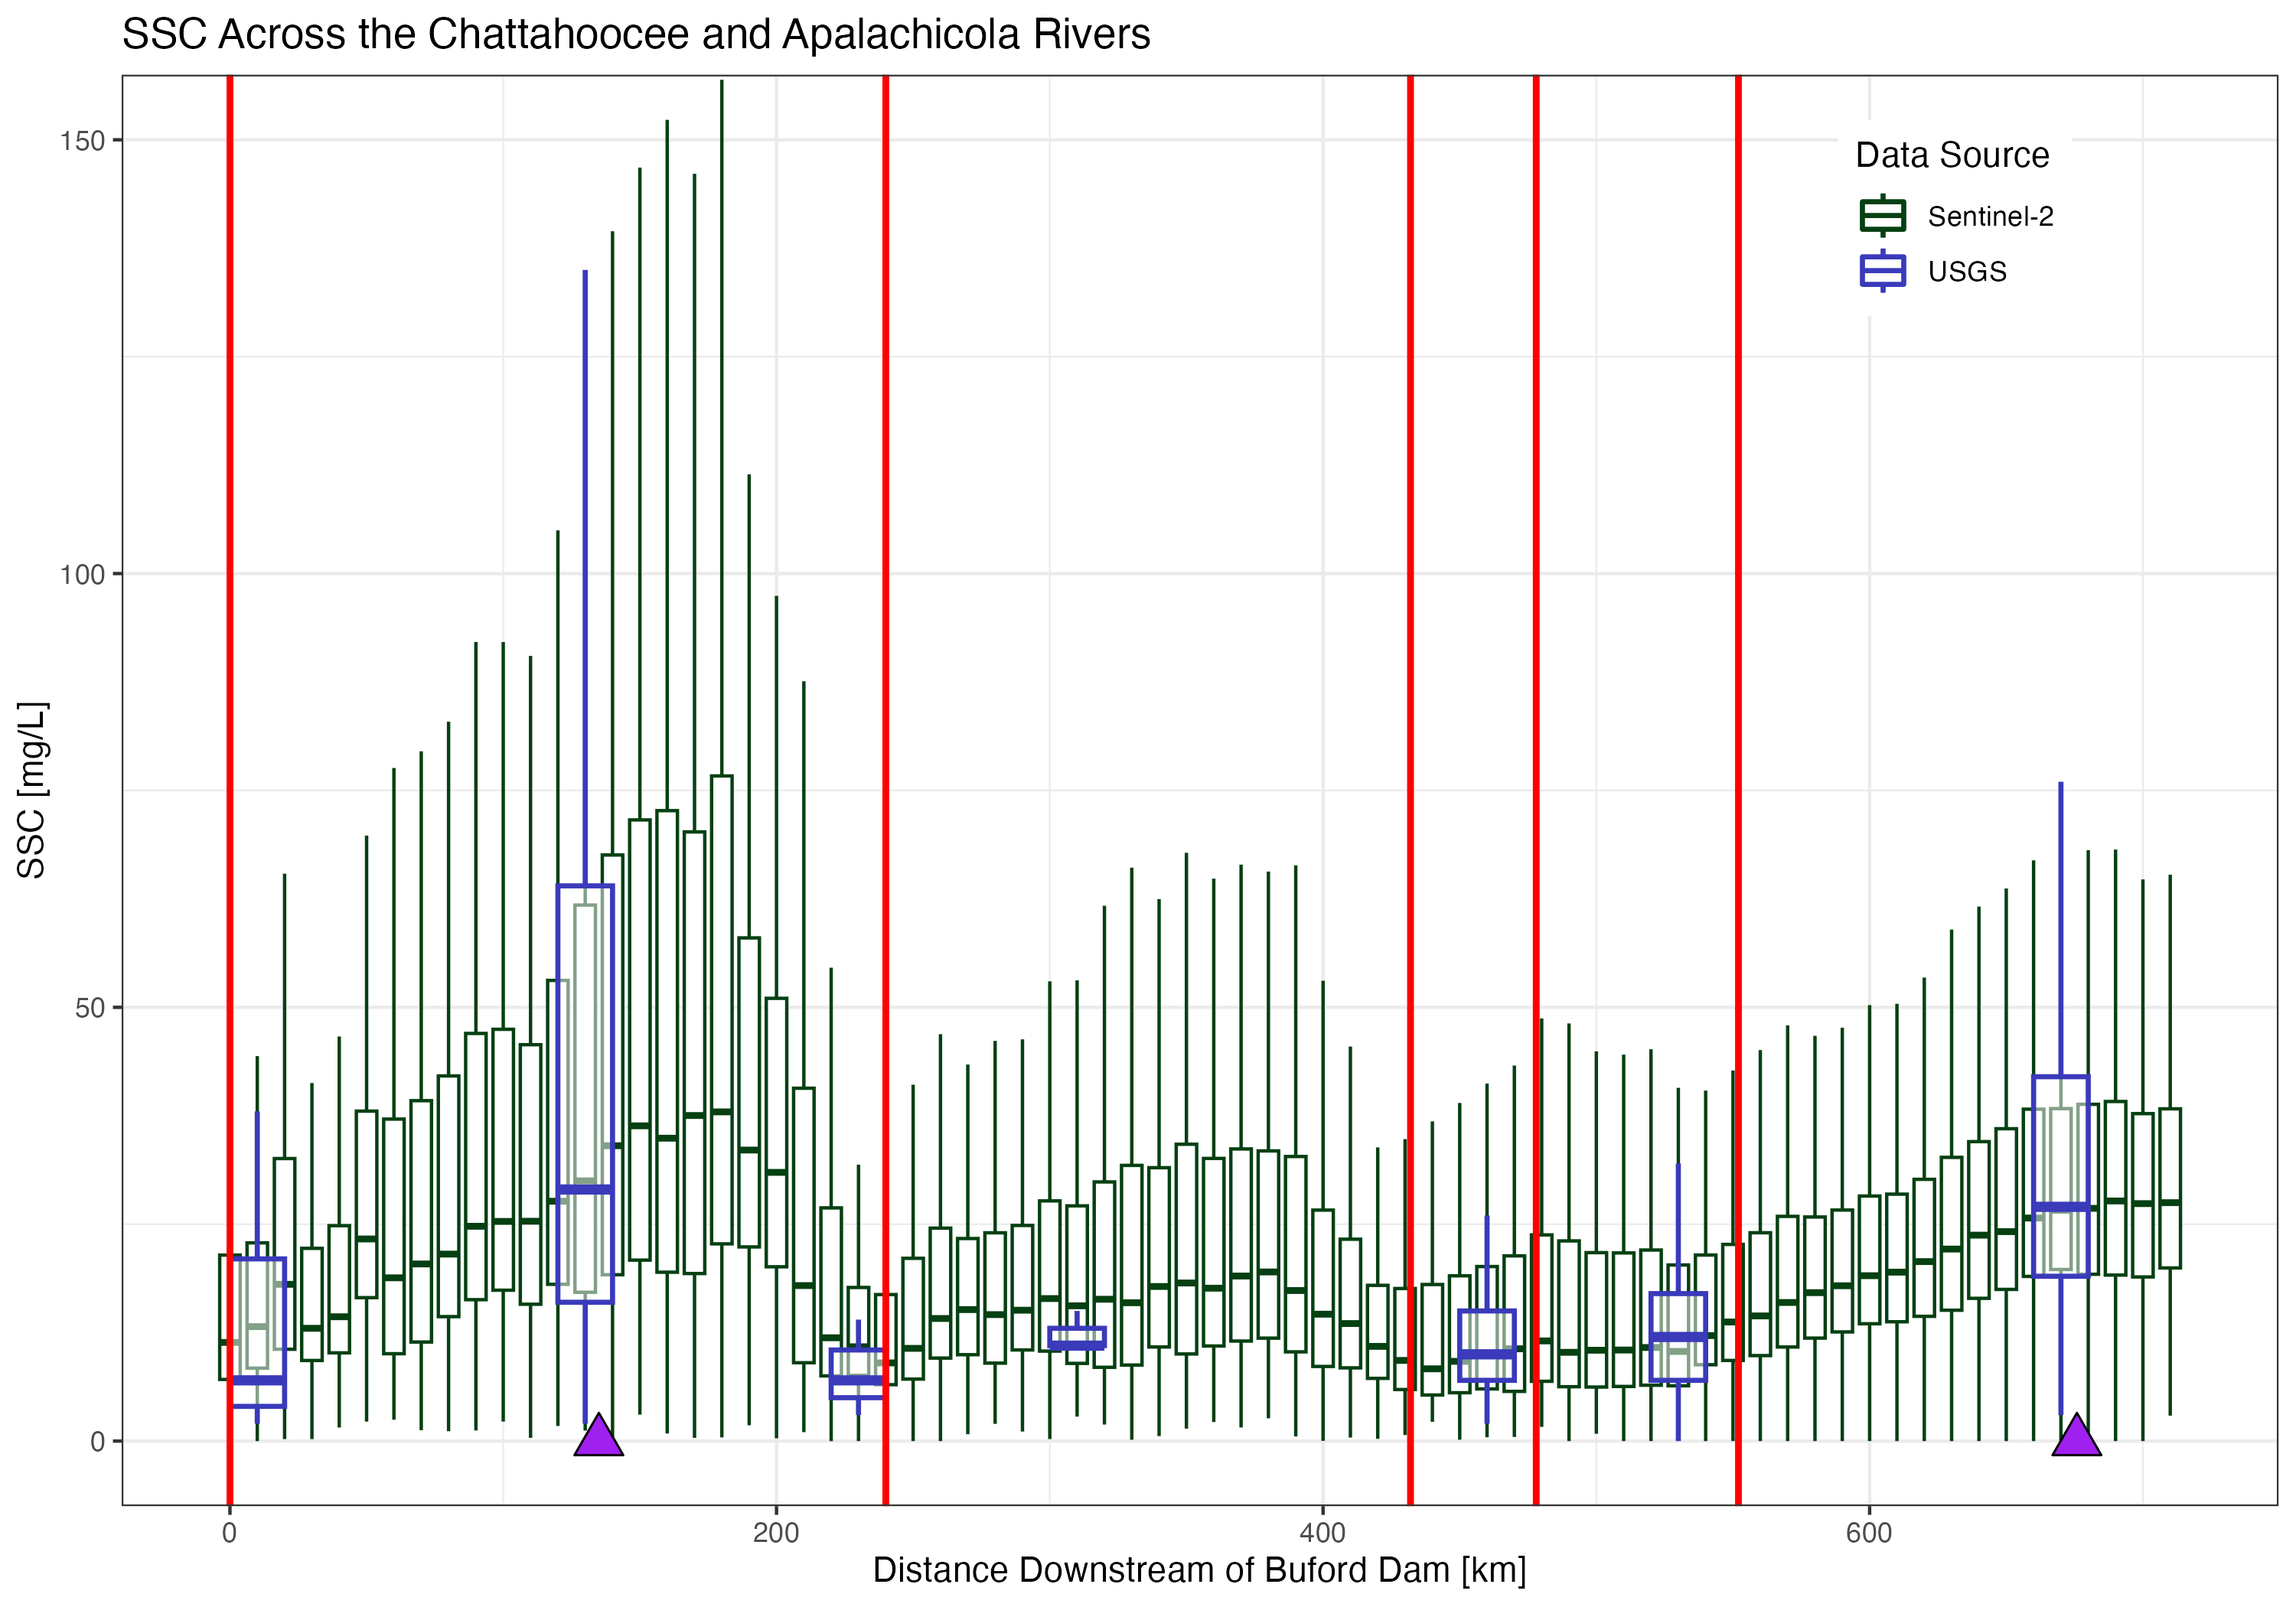 SSC Across the Chattahoocee and Apalachicola Rivers
150
100
50
0
SSC [mg/L]
Data Source
Sentinel-2
USGS
0 200 400 600
Distance Downstream of Buford Dam [km]